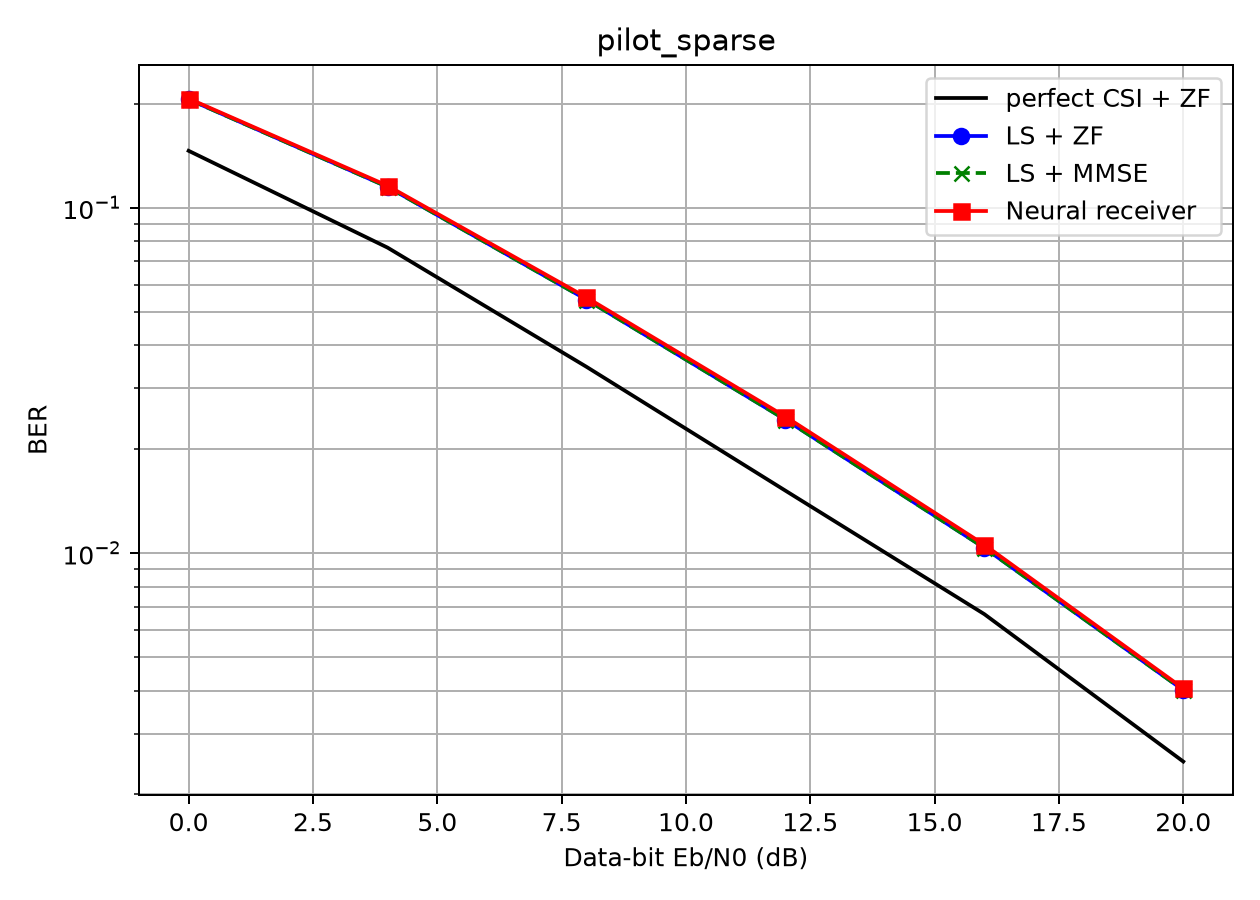 pilot_sparse
perfect CSI + ZF
LS + ZF
LS + MMSE
Neural receiver
10⁻¹
10⁻²
BER
0.0 2.5 5.0 7.5 10.0 12.5 15.0 17.5 20.0
Data-bit Eb/N0 (dB)